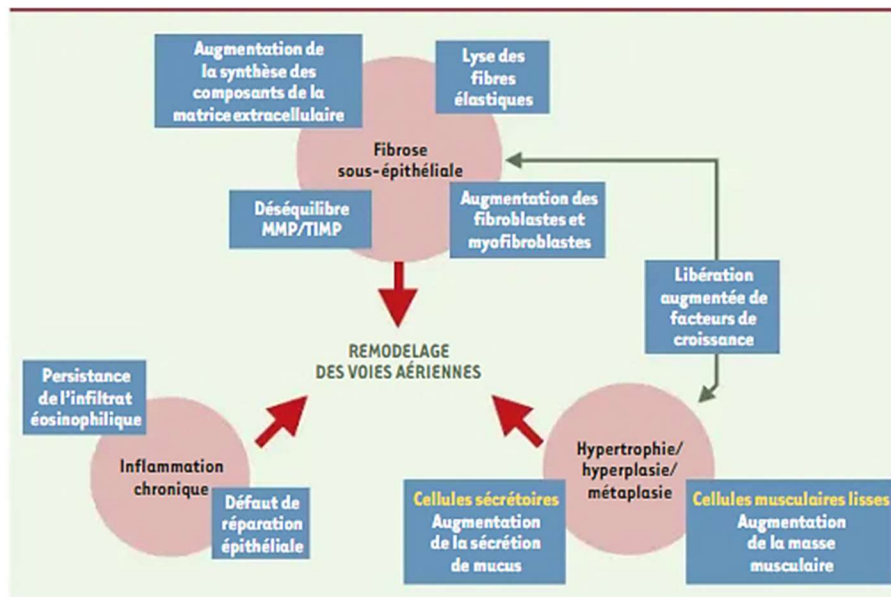 Augmentation de
la synthèse des
composants de la
matrice extracellulaire
Lyse des
fibres
élastiques
Fibrose
sous-épithéliale
Déséquilibre
MMP/TIMP
Augmentation des
fibroblastes et
myofibroblastes
Libération
augmentée de
facteurs de
croissance
REMODELAGE
DES VOIES AÉRIENNES
Persistance
de l'infiltrat
éosinophilique
Inflammation
chronique
Défaut de
réparation
épithéliale
Hypertrophie/
hyperplasie/
métaplasie
Cellules sécrétoires
Augmentation
de la sécrétion
de mucus
Cellules musculaires lisses
Augmentation
de la masse
musculaire